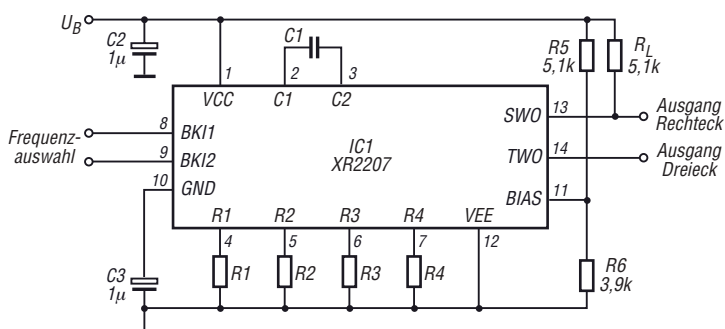 U_B
C2
1µ
C1
R5
5,1k
R_L
5,1k
1
2
3
VCC
C1
C2
Frequenz-
auswahl
8
BKI1
9
BKI2
10
GND
IC1
XR2207
SWO
13
Ausgang
Rechteck
TWO
14
Ausgang
Dreieck
BIAS
11
R1
R2
R3
R4
VEE
4
5
6
7
12
C3
1µ
R1
R2
R3
R4
R6
3,9k